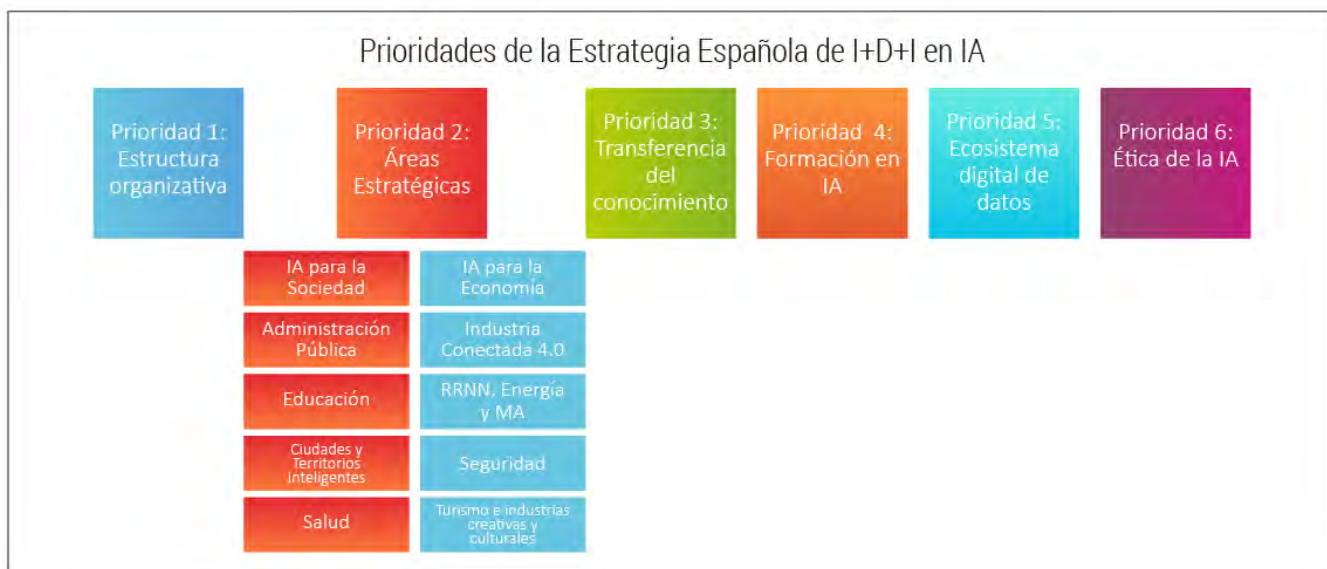 Prioridades de la Estrategia Española de I+D+I en IA
Prioridad 1:
Estructura
organizativa
Prioridad 2:
Áreas
Estratégicas
Prioridad 3:
Transferencia
del
conocimiento
Prioridad 4:
Formación en
IA
Prioridad 5:
Ecosistema
digital de
datos
Prioridad 6:
Ética de la IA
IA para la
Sociedad
IA para la
Economía
Administración
Pública
Industria
Conectada 4.0
Educación
RRNN, Energía
y MA
Ciudades y
Territorios
Inteligentes
Seguridad
Salud
Turismo e industrias
creativas y
culturales